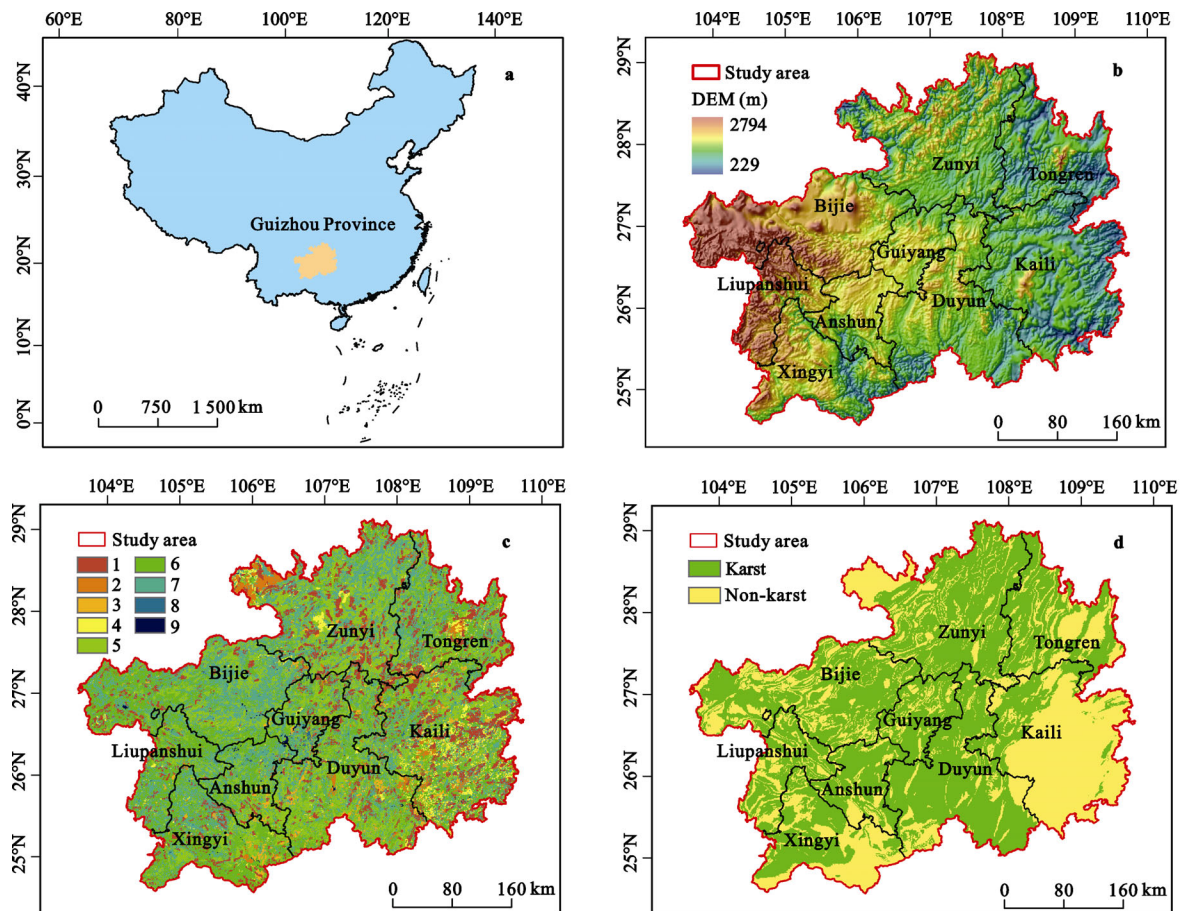 60°E 80°E 100°E 120°E 140°E
40°N
30°N
20°N
10°N
0°N
a
Guizhou Province
0 750 1 500 km
104°E 105°E 106°E 107°E 108°E 109°E 110°E
29°N
28°N
27°N
26°N
25°N
b
Study area
DEM (m)
2794
229
Zunyi
Tongren
Bijie
Guiyang
Kaili
Liupanshui
Duyun
Anshun
Xingyi
0 80 160 km
104°E 105°E 106°E 107°E 108°E 109°E 110°E
29°N
28°N
27°N
26°N
25°N
c
Study area
1 6
2 7
3 8
4 9
5
Zunyi
Tongren
Bijie
Guiyang
Kaili
Liupanshui
Duyun
Anshun
Xingyi
0 80 160 km
104°E 105°E 106°E 107°E 108°E 109°E 110°E
29°N
28°N
27°N
26°N
25°N
d
Study area
Karst
Non-karst
Zunyi
Tongren
Bijie
Guiyang
Kaili
Liupanshui
Duyun
Anshun
Xingyi
0 80 160 km